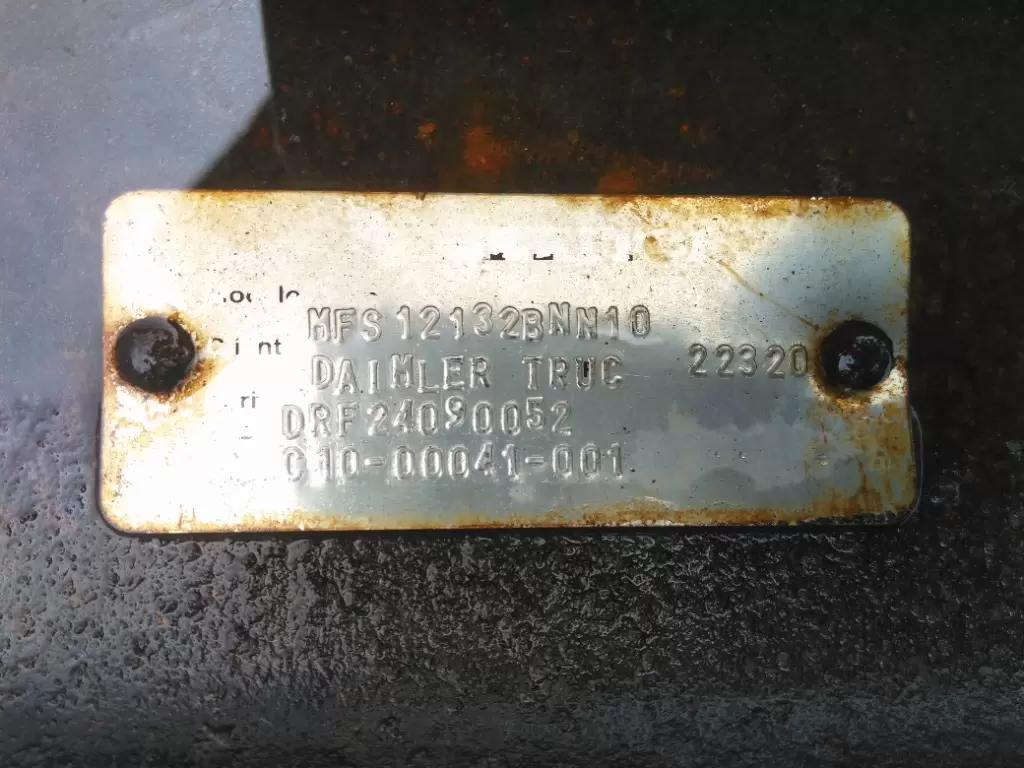 MFS12132BNN10
DAIMLER TRUC 22320
DRF24090052
C10-00041-001